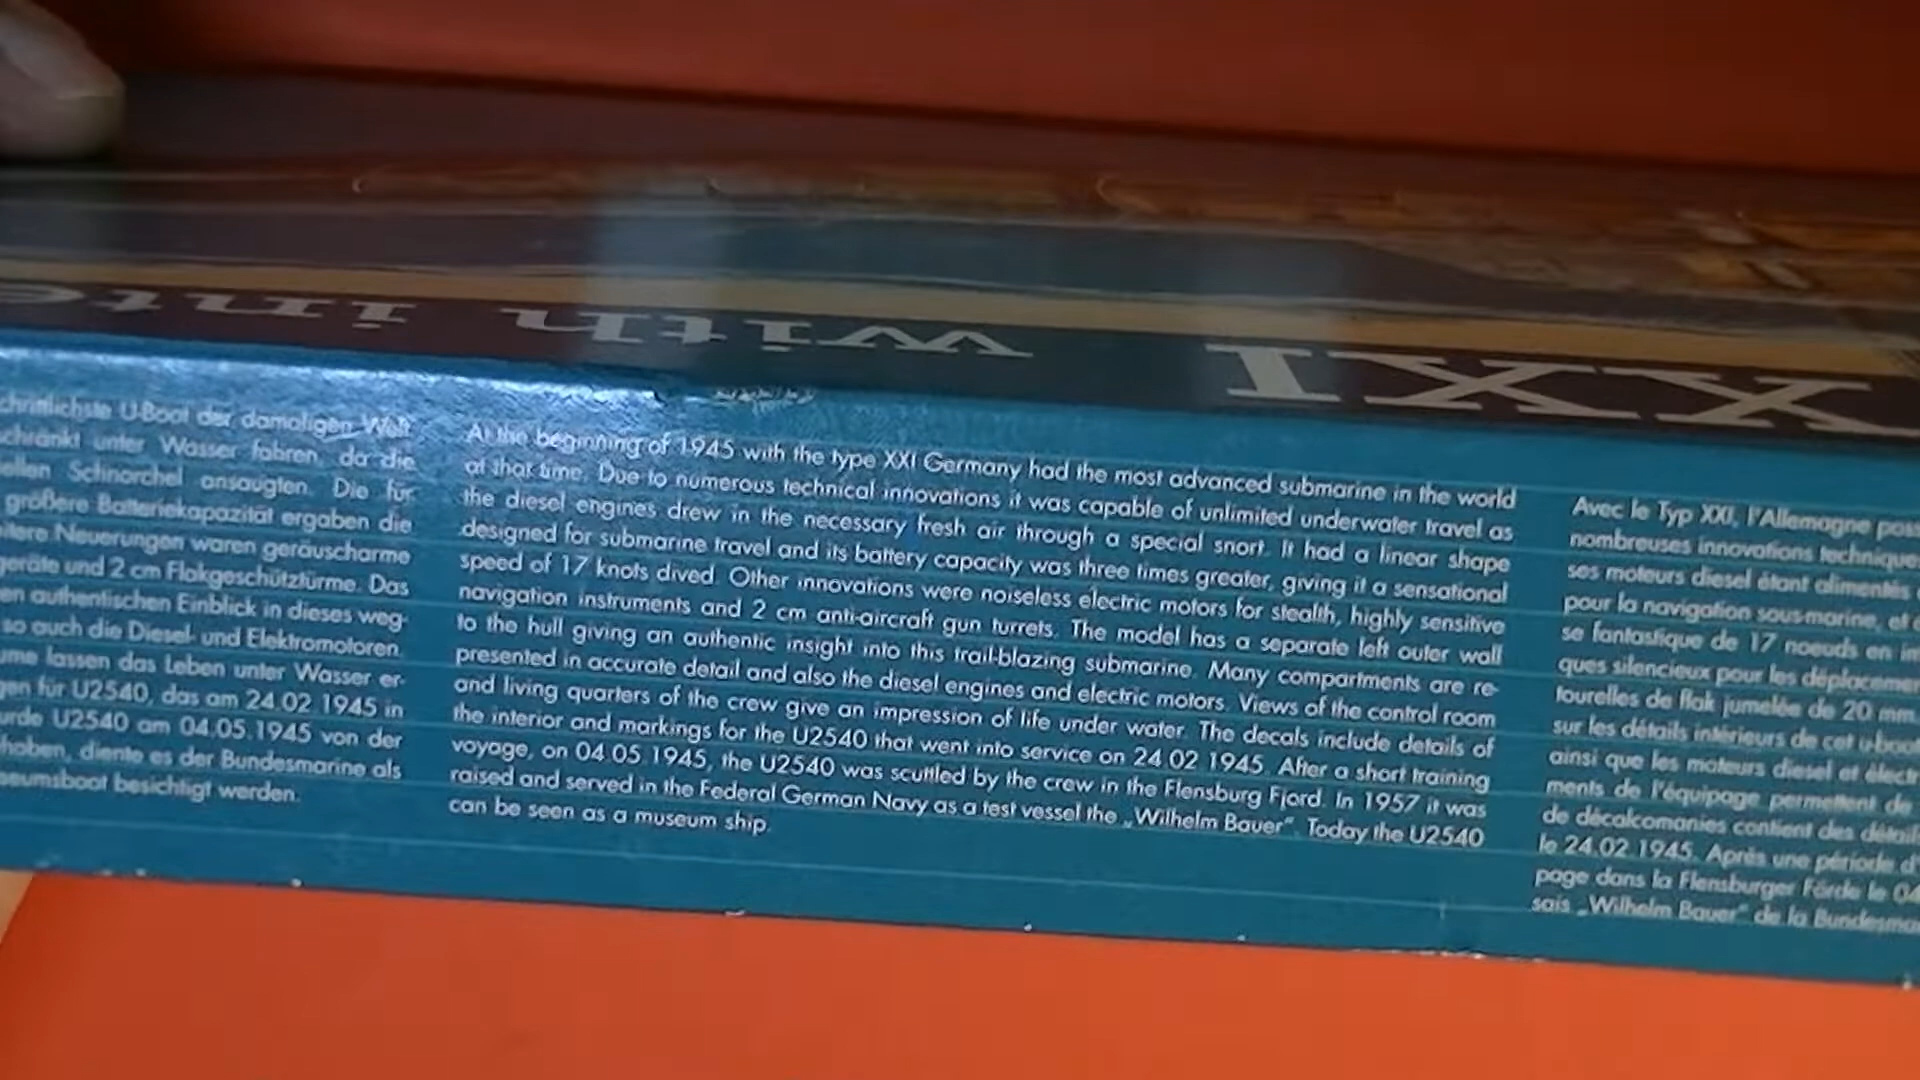 XXI with inte
U-Boot der damaligen Welt
schränkt unter Wasser fahren, da die
ellen Schnorchel ansaugten. Die für
größere Batteriekapazität ergaben die
itere Neuerungen waren geräuscharme
geräte und 2 cm Flakgeschütztürme. Das
en authentischen Einblick in dieses weg-
so auch die Diesel- und Elektromotoren.
ume lassen das Leben unter Wasser er-
gen für U2540, das am 24.02 1945 in
urde U2540 am 04.05.1945 von der
hoben, diente es der Bundesmarine als
seumsboot besichtigt werden.
At the beginning of 1945 with the type XXI Germany had the most advanced submarine in the world
at that time. Due to numerous technical innovations it was capable of unlimited underwater travel as
the diesel engines drew in the necessary fresh air through a special snort. It had a linear shape
designed for submarine travel and its battery capacity was three times greater, giving it a sensational
speed of 17 knots dived. Other innovations were noiseless electric motors for stealth, highly sensitive
navigation instruments and 2 cm anti-aircraft gun turrets. The model has a separate left outer wall
to the hull giving an authentic insight into this trail-blazing submarine. Many compartments are re-
presented in accurate detail and also the diesel engines and electric motors. Views of the control room
and living quarters of the crew give an impression of life under water. The decals include details of
the interior and markings for the U2540 that went into service on 24 02 1945. After a short training
voyage, on 04 05 1945, the U2540 was scuttled by the crew in the Flensburg Fjord. In 1957 it was
raised and served in the Federal German Navy as a test vessel the „Wilhelm Bauer". Today the U2540
can be seen as a museum ship.
Avec le Typ XXI, l'Allemagne poss
nombreuses innovations technique
ses moteurs diesel étant alimentés
pour la navigation sous-marine, et
se fantastique de 17 noeuds en im
ques silencieux pour les déplaceme
tourelles de flak jumelée de 20 mm.
sur les détails intérieurs de cet u-boo
ainsi que les moteurs diesel et électr
ments de l'équipage permettent de
de décalcomanies contient des détail
le 24.02 1945. Après une période d'
page dans la Flensburger Förde le 04
sais „Wilhelm Bauer" de la Bundesma